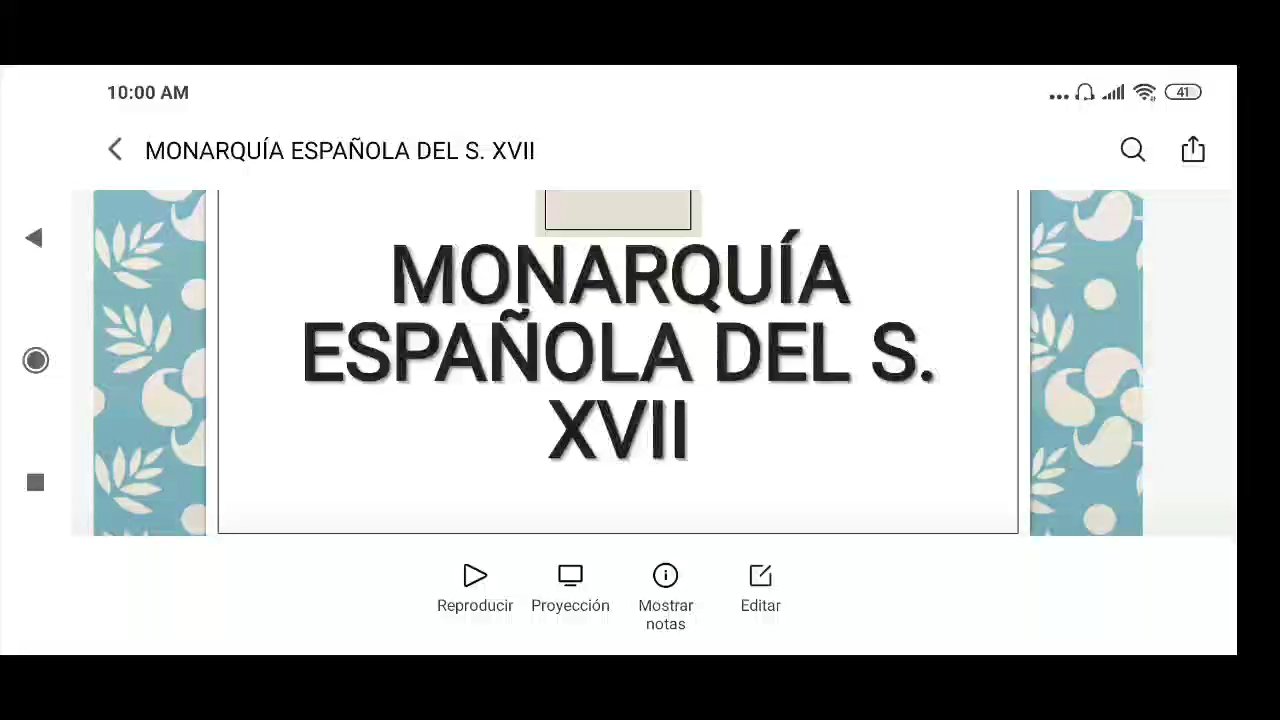 10:00 AM
41
MONARQUÍA ESPAÑOLA DEL S. XVII
MONARQUÍA
ESPAÑOLA DEL S.
XVII
Reproducir
Proyección
Mostrar
notas
Editar